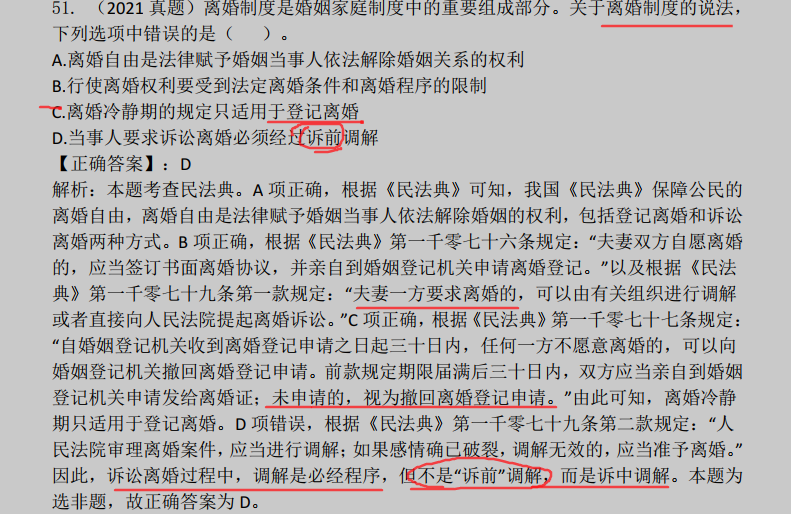 51. （2021 真题）离婚制度是婚姻家庭制度中的重要组成部分。关于离婚制度的说法，
下列选项中错误的是（ ）。
A.离婚自由是法律赋予婚姻当事人依法解除婚姻关系的权利
B.行使离婚权利要受到法定离婚条件和离婚程序的限制
C.离婚冷静期的规定只适用于登记离婚
D.当事人要求诉讼离婚必须经过诉前调解
【正确答案】：D
解析：本题考查民法典。A 项正确，根据《民法典》可知，我国《民法典》保障公民的
离婚自由，离婚自由是法律赋予婚姻当事人依法解除婚姻的权利，包括登记离婚和诉讼
离婚两种方式。B 项正确，根据《民法典》第一千零七十六条规定：“夫妻双方自愿离婚
的，应当签订书面离婚协议，并亲自到婚姻登记机关申请离婚登记。”以及根据《民法
典》第一千零七十九条第一款规定：“夫妻一方要求离婚的，可以由有关组织进行调解
或者直接向人民法院提起离婚诉讼。”C 项正确，根据《民法典》第一千零七十七条规定：
“自婚姻登记机关收到离婚登记申请之日起三十日内，任何一方不愿意离婚的，可以向
婚姻登记机关撤回离婚登记申请。前款规定期限届满后三十日内，双方应当亲自到婚姻
登记机关申请发给离婚证；未申请的，视为撤回离婚登记申请。”由此可知，离婚冷静
期只适用于登记离婚。D 项错误，根据《民法典》第一千零七十九条第二款规定：“人
民法院审理离婚案件，应当进行调解；如果感情确已破裂，调解无效的，应当准予离婚。”
因此，诉讼离婚过程中，调解是必经程序，但不是“诉前”调解，而是诉中调解。本题为
选非题，故正确答案为 D。